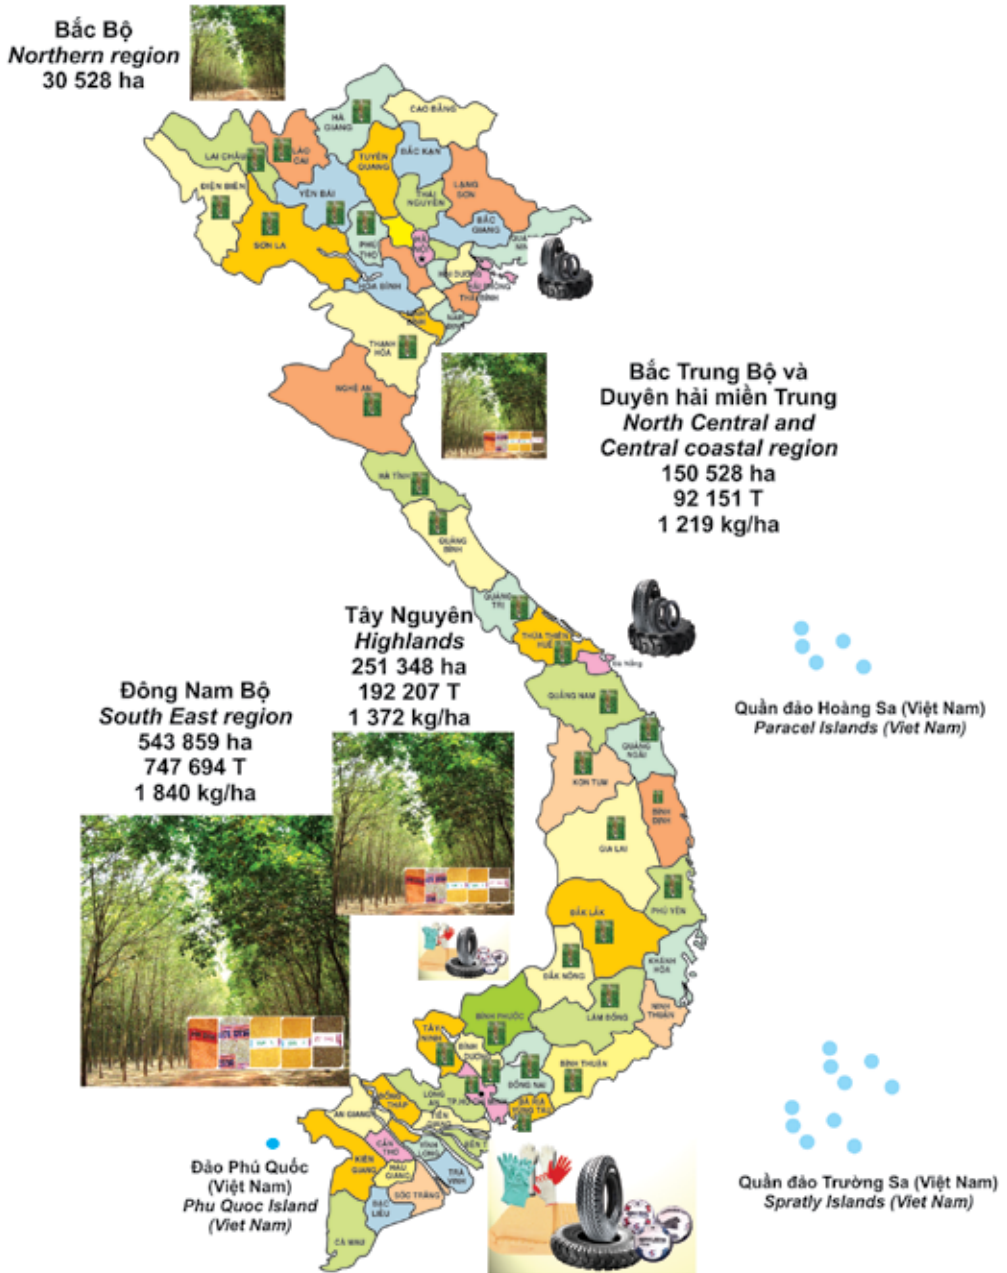 Bắc Bộ
Northern region
30 528 ha
HÀ
GIANG
CAO BẰNG
LAI CHÂU
LÀO
CAI
TUYÊN
QUANG
BẮC KẠN
LẠNG
SƠN
ĐIỆN BIÊN
YÊN BÁI
THÁI
NGUYÊN
BẮC
GIANG
SƠN LA
PHÚ
THỌ
HÒA BÌNH
THÁI BÌNH
THANH
HÓA
NGHỆ AN
Bắc Trung Bộ và
Duyên hải miền Trung
North Central and
Central coastal region
150 528 ha
92 151 T
1 219 kg/ha
HÀ TĨNH
QUẢNG
BÌNH
QUẢNG
TRỊ
THỪA THIÊN
HUẾ
Đà Nẵng
Tây Nguyên
Highlands
251 348 ha
192 207 T
1 372 kg/ha
Đông Nam Bộ
South East region
543 859 ha
747 694 T
1 840 kg/ha
QUẢNG NAM
QUẢNG
NGÃI
KON TUM
BÌNH
ĐỊNH
GIA LAI
PHÚ YÊN
ĐẮK LẮK
KHÁNH
HÒA
ĐẮK NÔNG
NINH
THUẬN
LÂM ĐỒNG
BÌNH PHƯỚC
TÂY
NINH
BÌNH
DƯƠNG
ĐỒNG NAI
BÌNH THUẬN
BÀ RỊA
VŨNG TÀU
LONG
AN
ĐỒNG
THÁP
AN GIANG
TIỀN
CẦN
THƠ
VĨNH
LONG
KIÊN
GIANG
HẬU
GIANG
TRÀ
VINH
SÓC TRĂNG
BẠC
LIÊU
CÀ MAU
Quần đảo Hoàng Sa (Việt Nam)
Paracel Islands (Viet Nam)
Đảo Phú Quốc
(Việt Nam)
Phu Quoc Island
(Viet Nam)
Quần đảo Trường Sa (Việt Nam)
Spratly Islands (Viet Nam)